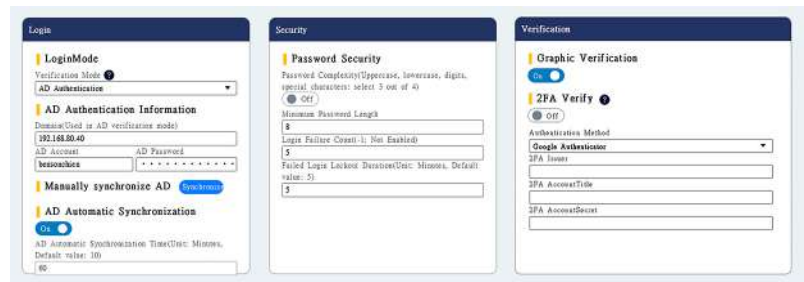 Login
LoginMode
Verification Mode ?
AD Authentication
AD Authentication Information
Domain(Used in AD verification mode)
192.168.80.40
AD Account AD Password
bensonchien ············
Manually synchronize AD Synchronize
AD Automatic Synchronization
On
AD Automatic Synchronization Time(Unit: Minutes,
Default value: 10)
60
Security
Password Security
Password Complexity(Uppercase, lowercase, digits,
special characters: select 3 out of 4)
Off
Minimum Password Length
8
Login Failure Count(-1: Not Enabled)
5
Failed Login Lockout Duration(Unit: Minutes, Default
value: 5)
5
Verification
Graphic Verification
On
2FA Verify ?
Off
Authentication Method
Google Authenticator
2FA Issuer
2FA AccountTitle
2FA AccountSecret